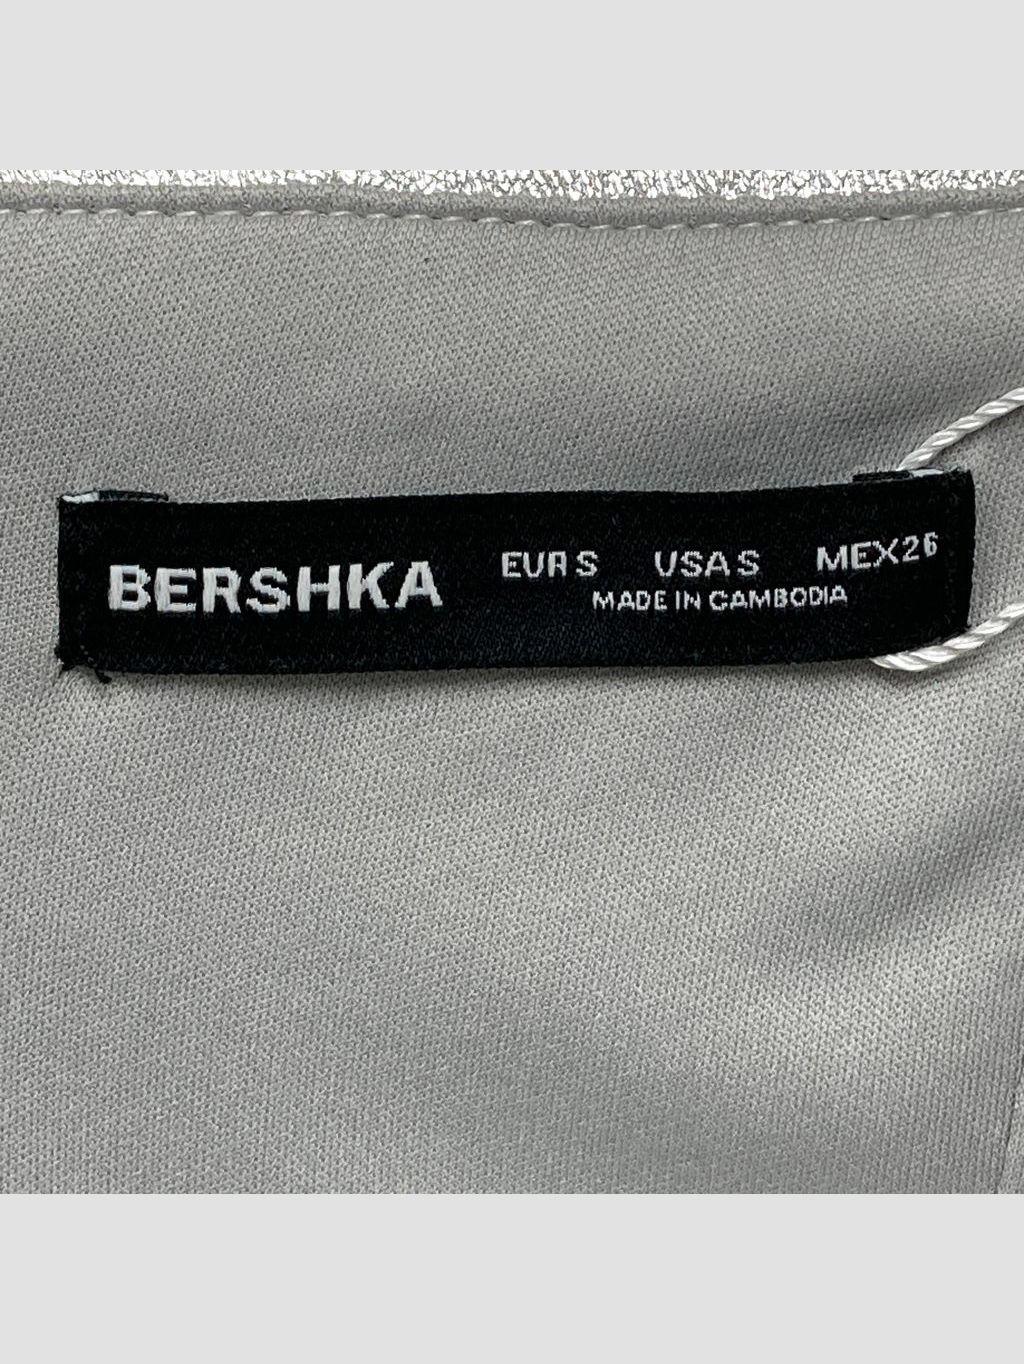 BERSHKA
EUR S USA S MEX 26
MADE IN CAMBODIA